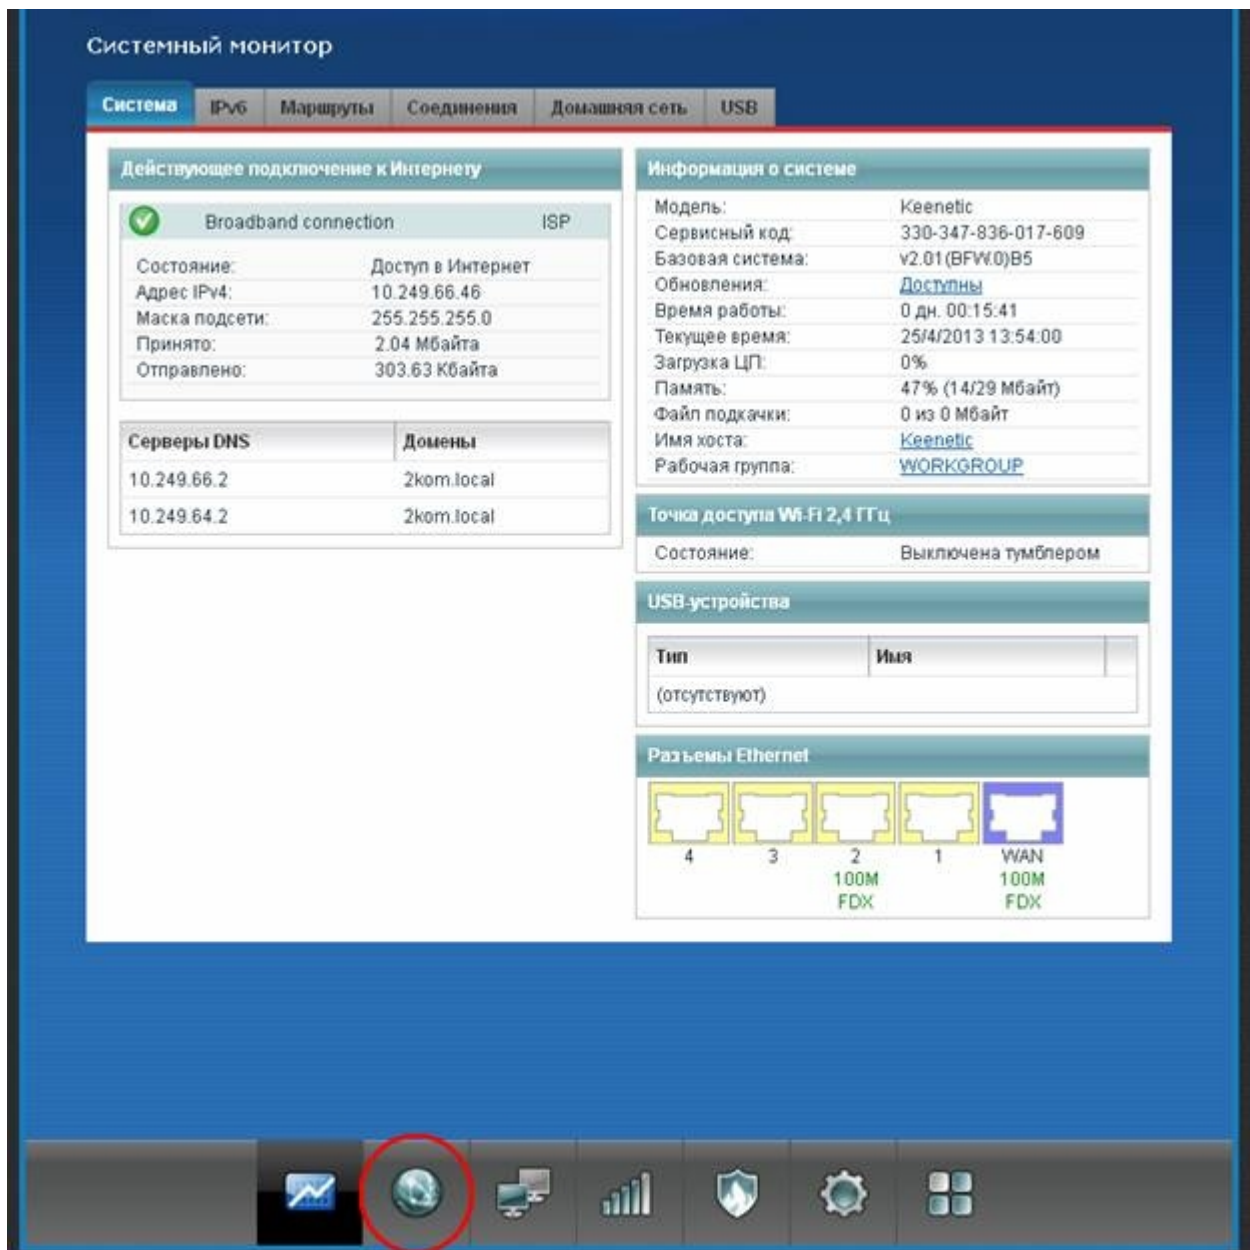 Системный монитор
Система IPv6 Маршруты Соединения Домашняя сеть USB
Действующее подключение к Интернету
Broadband connection ISP
Состояние: Доступ в Интернет
Адрес IPv4: 10.249.66.46
Маска подсети: 255.255.255.0
Принято: 2.04 Мбайта
Отправлено: 303.63 Кбайта
Серверы DNS Домены
10.249.66.2 2kom.local
10.249.64.2 2kom.local
Информация о системе
Модель: Keenetic
Сервисный код: 330-347-836-017-609
Базовая система: v2.01(BFW.0)B5
Обновления: Доступны
Время работы: 0 дн. 00:15:41
Текущее время: 25/4/2013 13:54:00
Загрузка ЦП: 0%
Память: 47% (14/29 Мбайт)
Файл подкачки: 0 из 0 Мбайт
Имя хоста: Keenetic
Рабочая группа: WORKGROUP
Точка доступа Wi-Fi 2,4 ГГц
Состояние: Выключена тумблером
USB-устройства
Тип Имя
(отсутствуют)
Разъемы Ethernet
4 3 2 1 WAN
100M 100M
FDX FDX